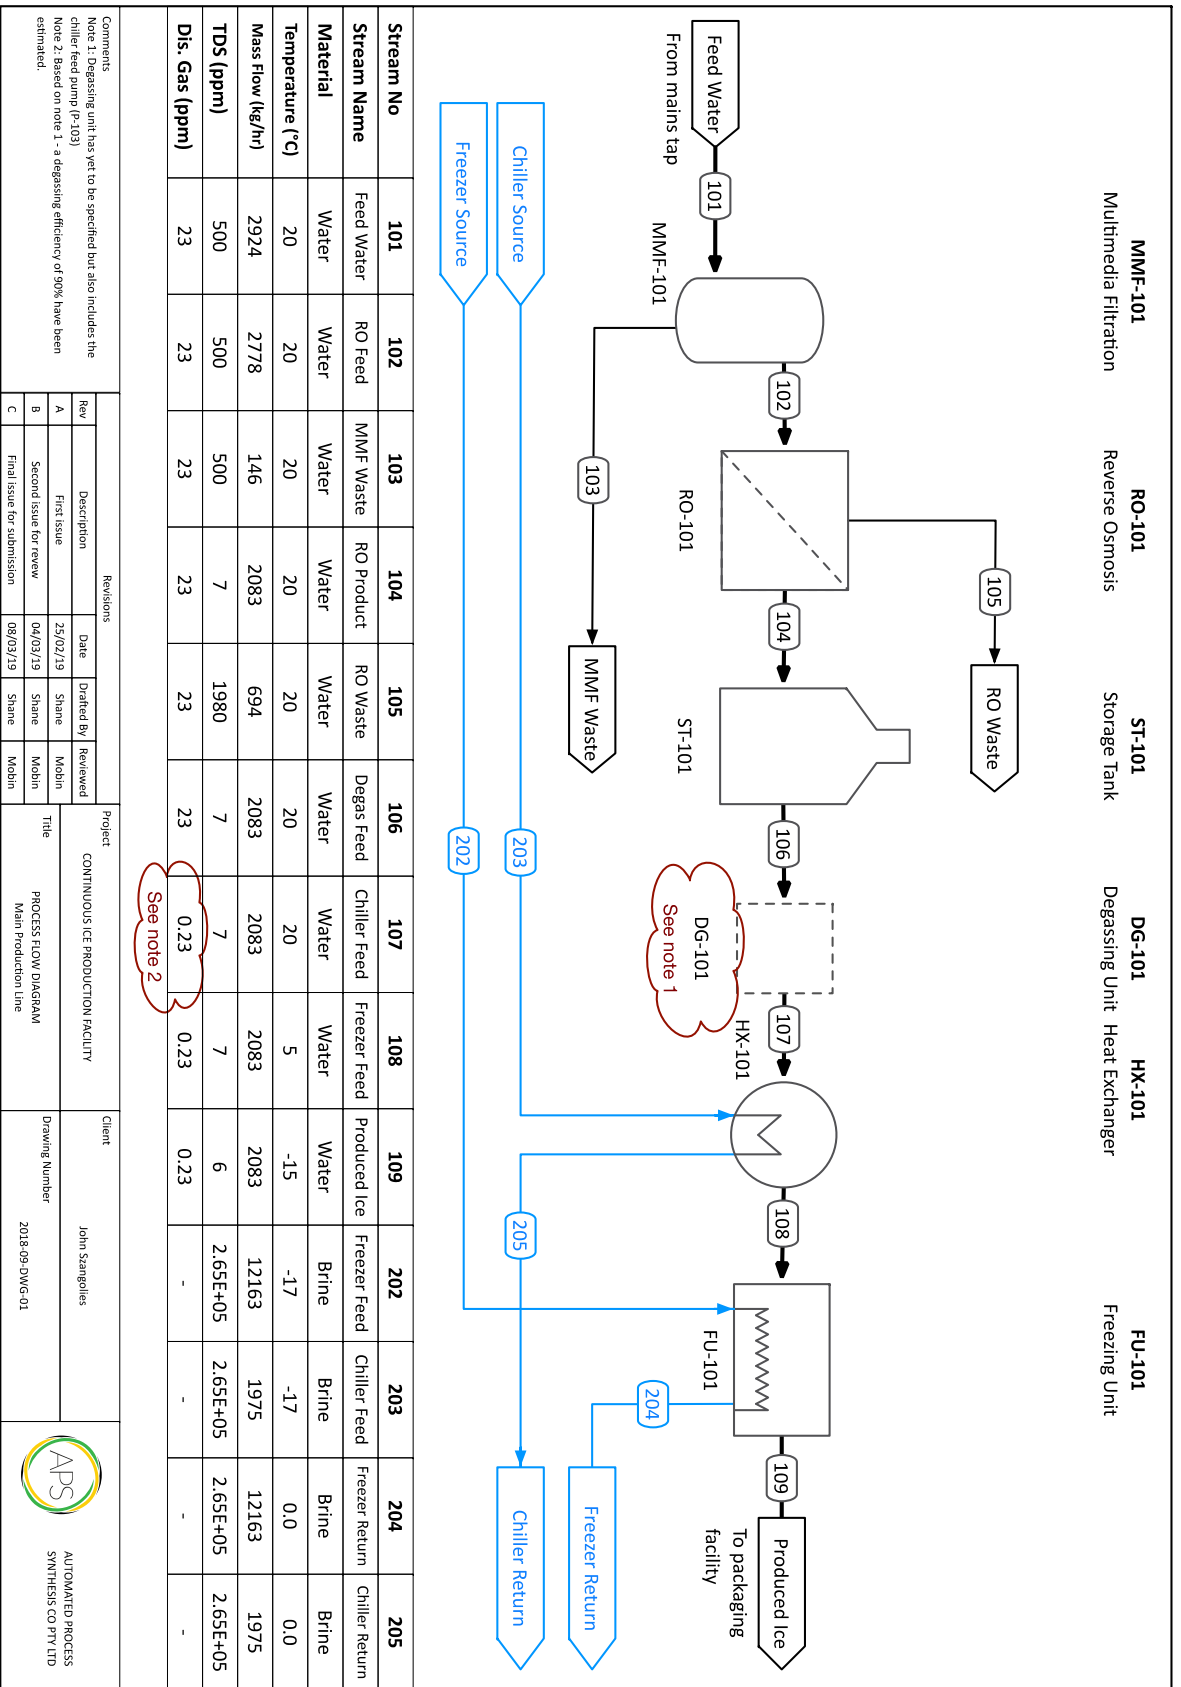 MMF-101
Multimedia Filtration
RO-101
Reverse Osmosis
ST-101
Storage Tank
DG-101
Degassing Unit
HX-101
Heat Exchanger
FU-101
Freezing Unit
Feed Water
From mains tap
101
MMF-101
102
103
MMF Waste
RO-101
105
RO Waste
104
ST-101
106
DG-101
See note 1
107
HX-101
108
FU-101
109
Produced Ice
To packaging
facility
Chiller Source
203
Freezer Source
202
205
Chiller Return
204
Freezer Return
Stream No 101 102 103 104 105 106 107 108 109 202 203 204 205
Stream Name Feed Water RO Feed MMF Waste RO Product RO Waste Degas Feed Chiller Feed Freezer Feed Produced Ice Freezer Feed Chiller Feed Freezer Return Chiller Return
Material Water Water Water Water Water Water Water Water Water Brine Brine Brine Brine
Temperature (°C) 20 20 20 20 20 20 20 5 -15 -17 -17 0.0 0.0
Mass Flow (kg/hr) 2924 2778 146 2083 694 2083 2083 2083 2083 12163 1975 12163 1975
TDS (ppm) 500 500 500 7 1980 7 7 7 6 2.65E+05 2.65E+05 2.65E+05 2.65E+05
Dis. Gas (ppm) 23 23 23 23 23 23 0.23 0.23 0.23 - - - -
See note 2
Comments
Note 1: Degassing unit has yet to be specified but also includes the
chiller feed pump (P-103)
Note 2: Based on note 1 - a degassing efficiency of 90% have been
estimated.
Revisions
Rev Description Date Drafted By Reviewed
A First issue 25/02/19 Shane Mobin
B Second issue for revew 04/03/19 Shane Mobin
C Final issue for submission 08/03/19 Shane Mobin
Project
CONTINUOUS ICE PRODUCTION FACILITY
Title
PROCESS FLOW DIAGRAM
Main Production Line
Client
John Szangolies
Drawing Number
2018-09-DWG-01
APS
AUTOMATED PROCESS
SYNTHESIS CO PTY LTD